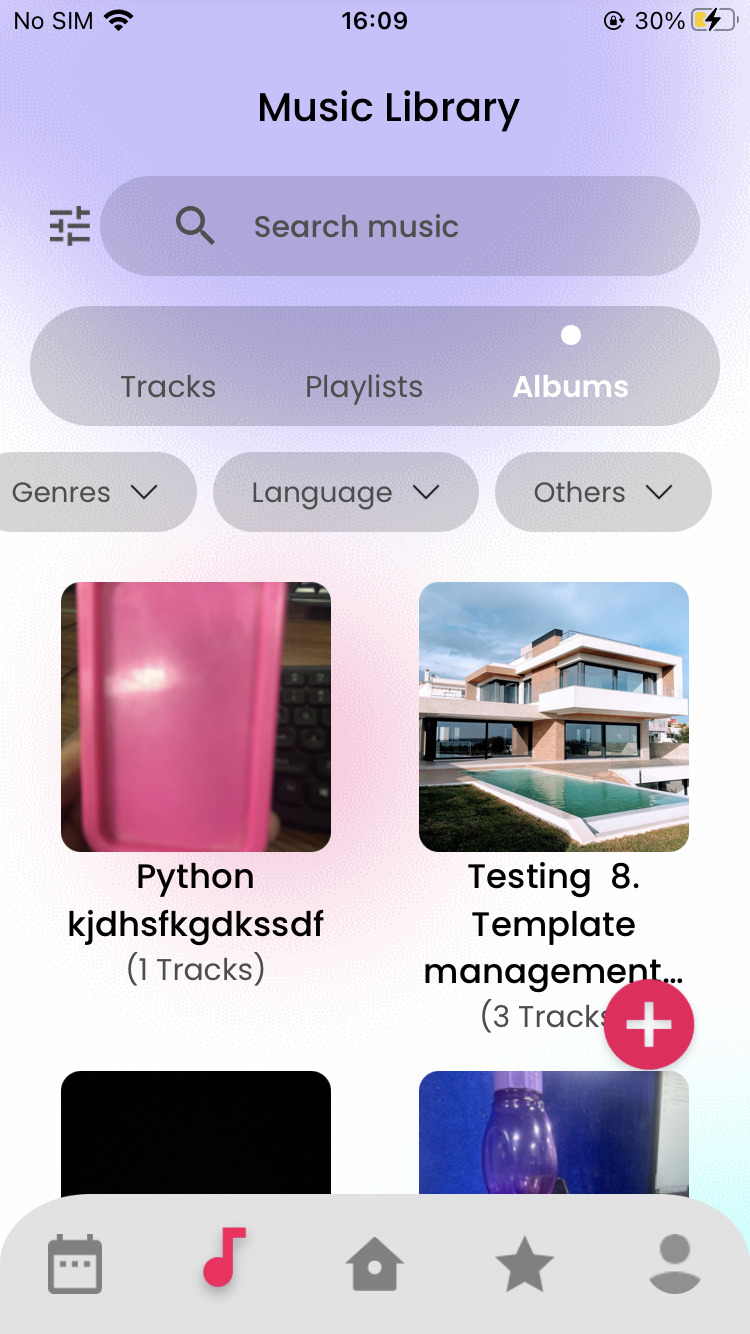 No SIM 16:09 30%
Music Library
Search music
Tracks Playlists Albums
Genres Language Others
Python
kjdhsfkgdkssdf
(1 Tracks)
Testing 8.
Template
management...
(3 Tracks